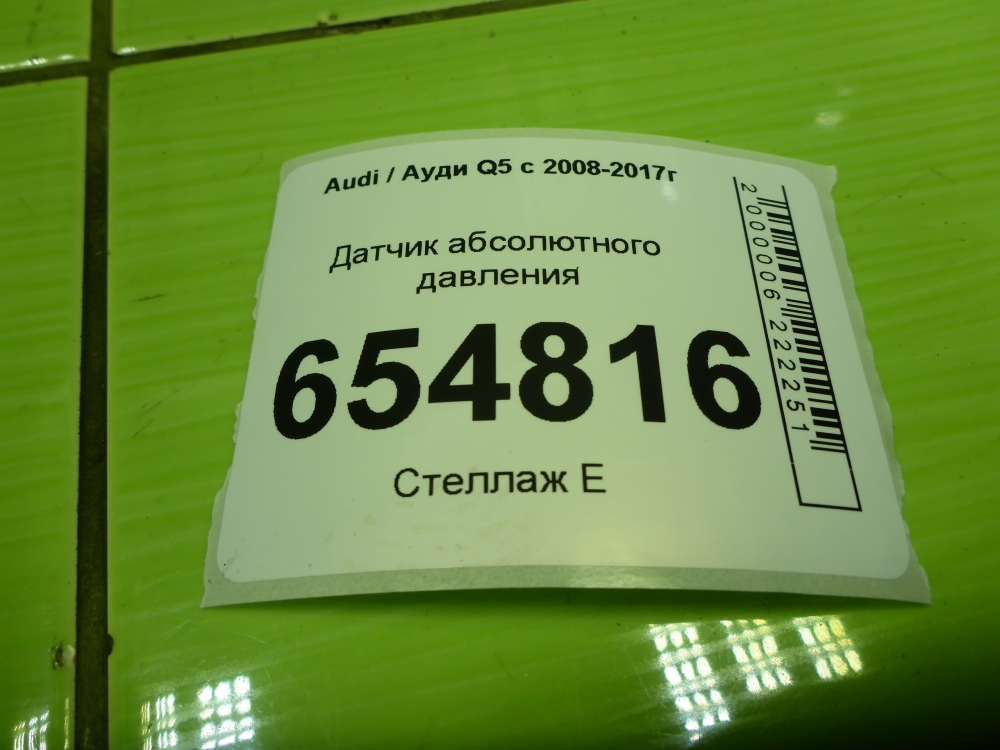 Audi / Ауди Q5 с 2008-2017г
Датчик абсолютного
давления
654816
Стеллаж Е
2000006222251